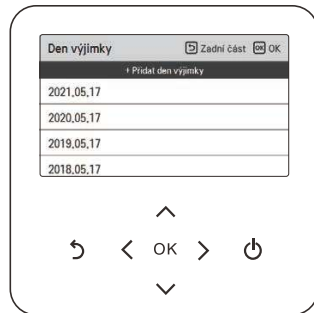 Den výjimky Zadní část OK OK
+ Přidat den výjimky
2021.05.17
2020.05.17
2019.05.17
2018.05.17
OK